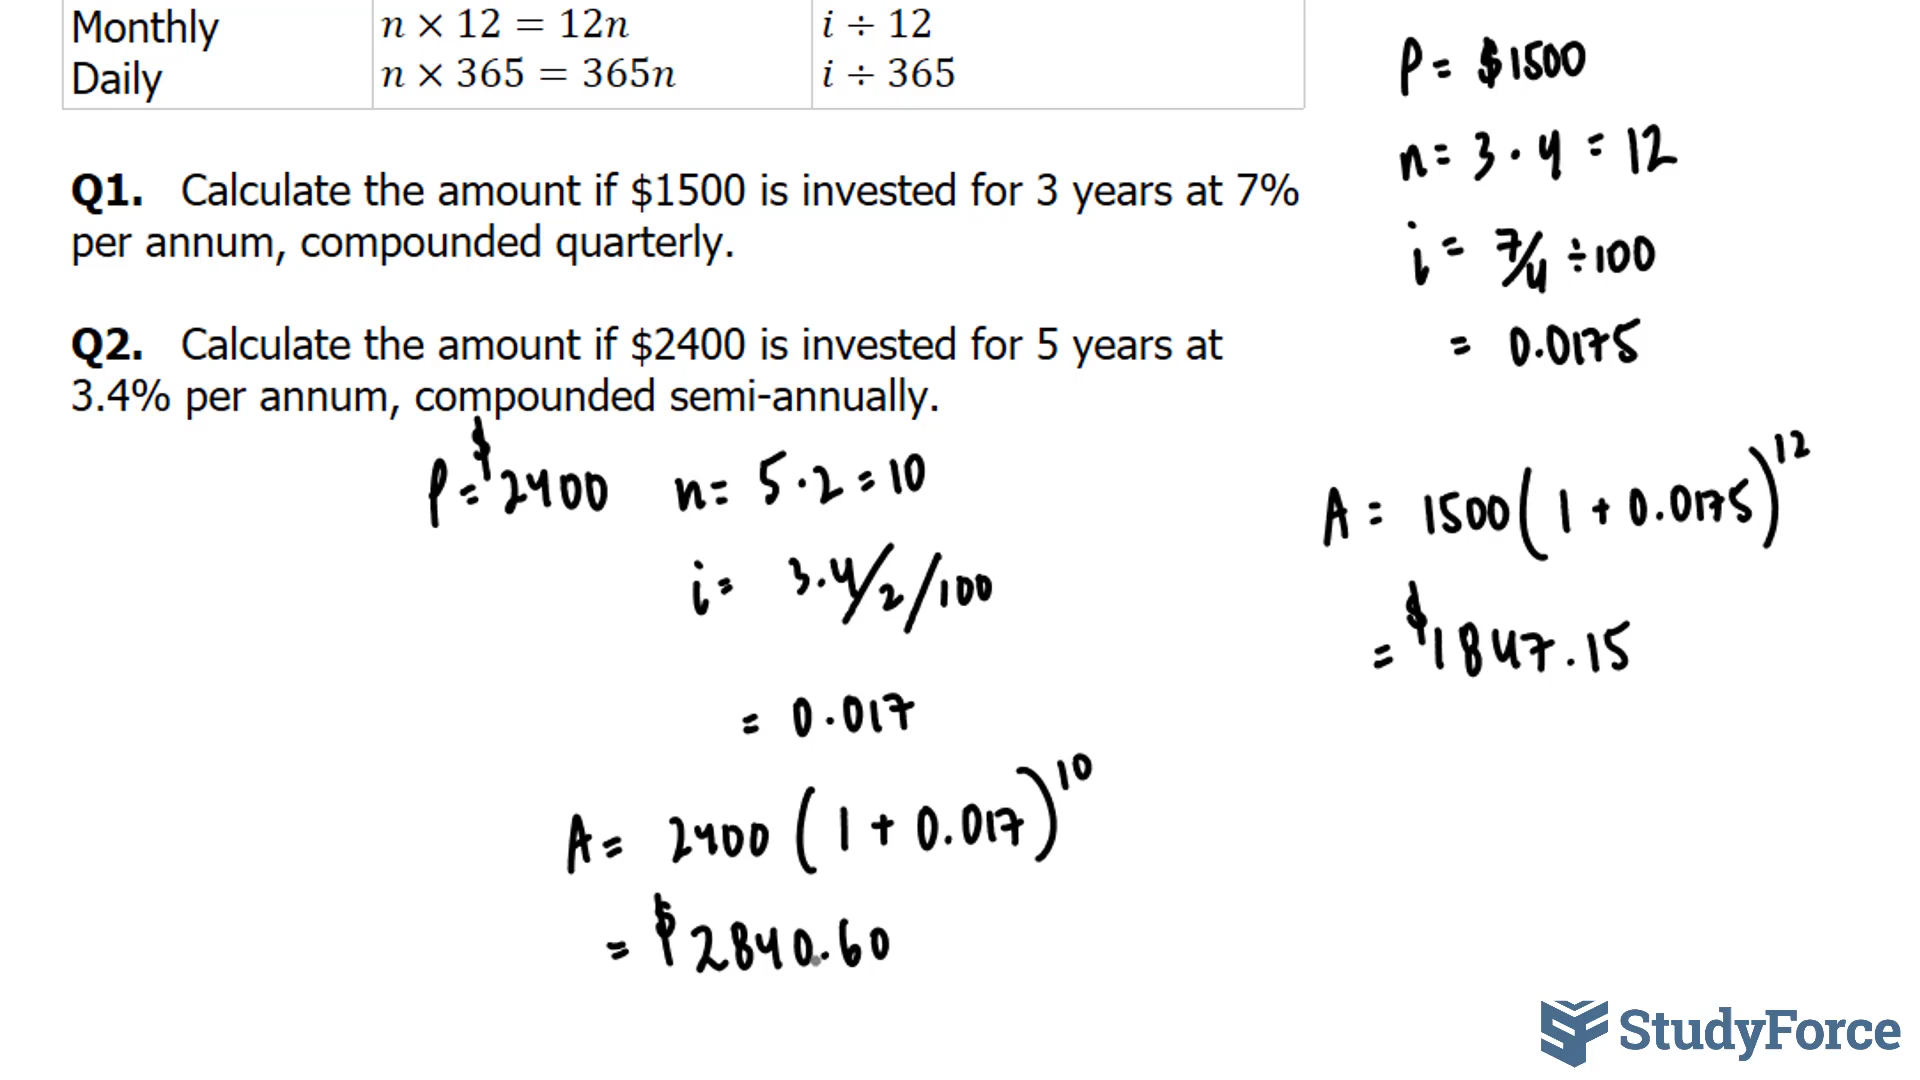 Monthly n × 12 = 12n i ÷ 12
Daily n × 365 = 365n i ÷ 365
Q1. Calculate the amount if $1500 is invested for 3 years at 7%
per annum, compounded quarterly.
Q2. Calculate the amount if $2400 is invested for 5 years at
3.4% per annum, compounded semi-annually.
P = $2400 n = 5 · 2 = 10
i = 3.4/2/100
= 0.017
A = 2400 (1 + 0.017)^10
= $2840.60
P = $1500
n = 3 · 4 = 12
i = 7/4 ÷ 100
= 0.0175
A = 1500 (1 + 0.0175)^12
= $1847.15
StudyForce